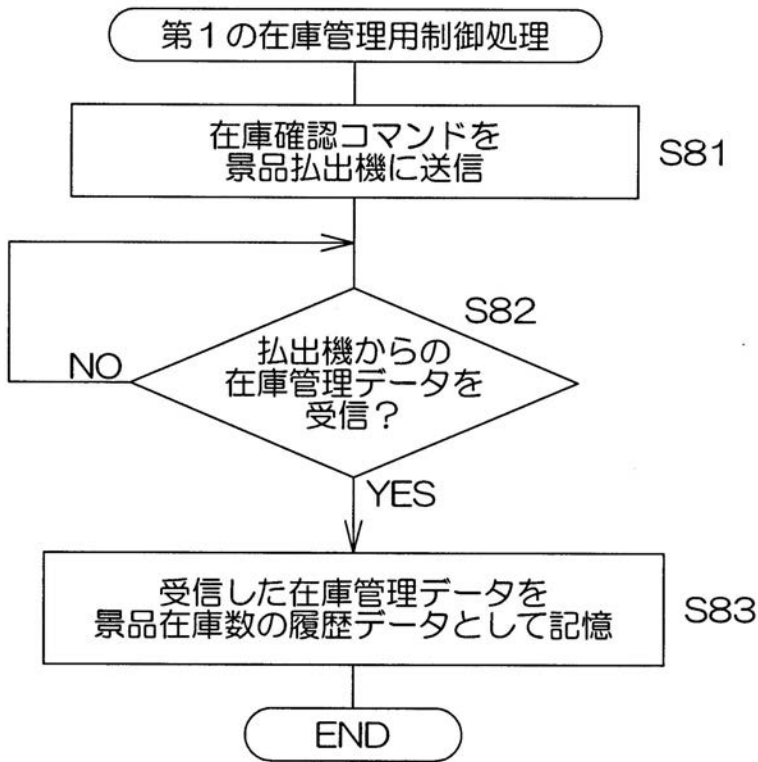 第1の在庫管理用制御処理
在庫確認コマンドを
景品払出機に送信
S81
S82
払出機からの
在庫管理データを
受信？
NO
YES
受信した在庫管理データを
景品在庫数の履歴データとして記憶
S83
END